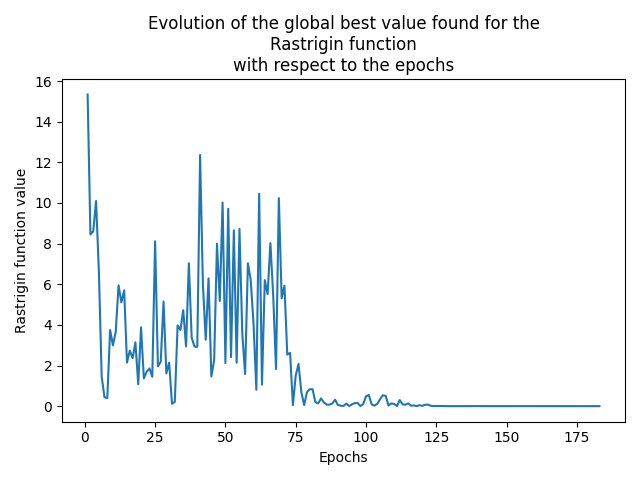 Evolution of the global best value found for the
Rastrigin function
with respect to the epochs
16
14
12
10
8
6
4
2
0
Rastrigin function value
0 25 50 75 100 125 150 175
Epochs